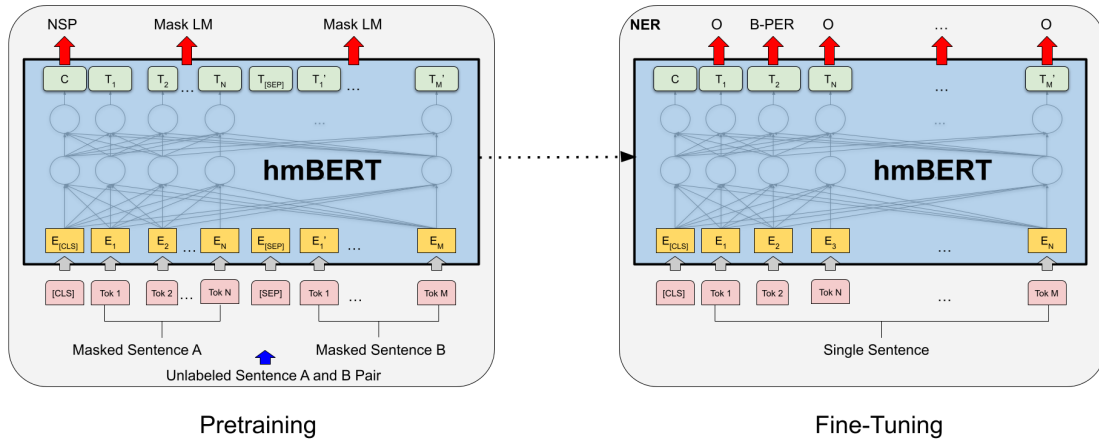 NSP Mask LM Mask LM
C T1 T2 ... TN T[SEP] T1' ... TM'
...
hmBERT
E[CLS] E1 E2 ... EN E[SEP] E1' ... EM
[CLS] Tok 1 Tok 2 ... Tok N [SEP] Tok 1 ... Tok M
Masked Sentence A Masked Sentence B
Unlabeled Sentence A and B Pair
Pretraining
NER O B-PER O ... O
C T1 T2 TN ... TM'
...
hmBERT
E[CLS] E1 E2 E3 ... EN
[CLS] Tok 1 Tok 2 Tok N ... Tok M
Single Sentence
Fine-Tuning